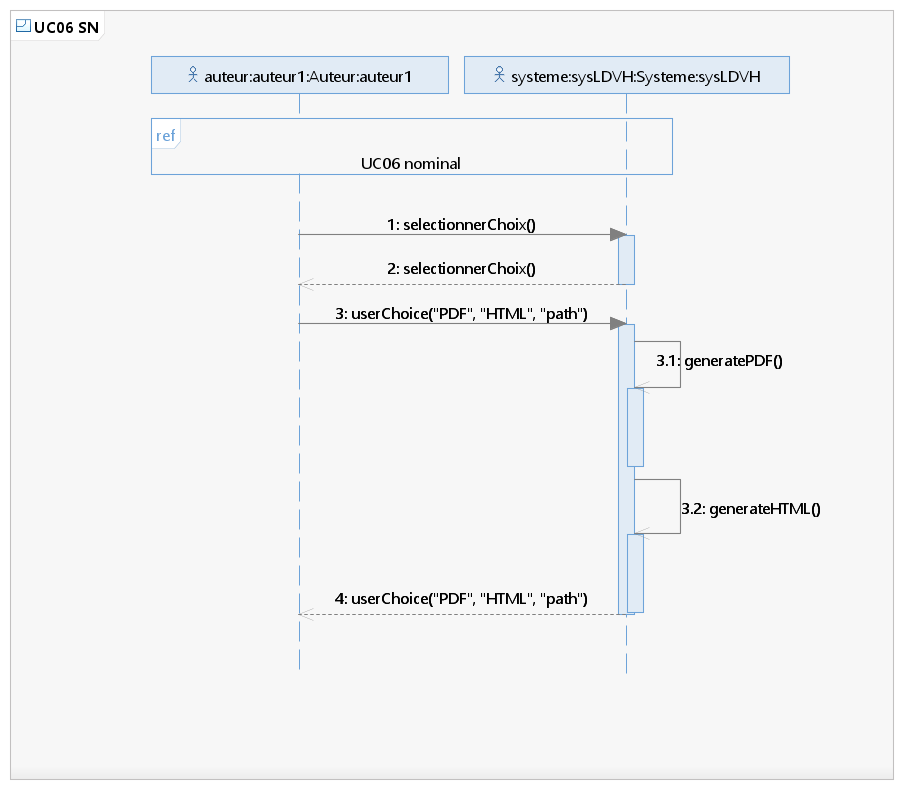 UC06 SN
auteur:auteur1:Auteur:auteur1
systeme:sysLDVH:Systeme:sysLDVH
ref
UC06 nominal
1: selectionnerChoix()
2: selectionnerChoix()
3: userChoice("PDF", "HTML", "path")
3.1: generatePDF()
3.2: generateHTML()
4: userChoice("PDF", "HTML", "path")